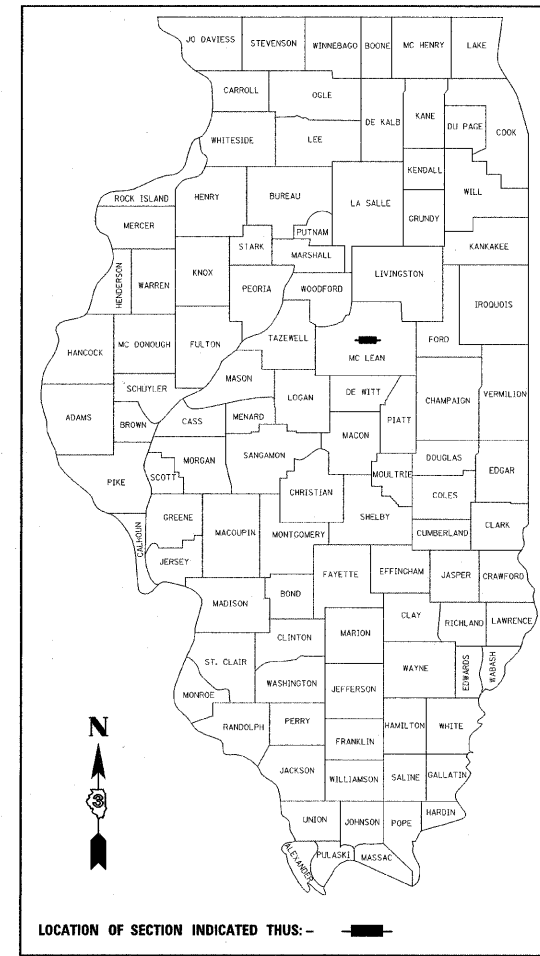 JO DAVIESS
STEVENSON
WINNEBAGO
BOONE
MC HENRY
LAKE
CARROLL
OGLE
DE KALB
KANE
DU PAGE
COOK
WHITESIDE
LEE
KENDALL
WILL
ROCK ISLAND
HENRY
BUREAU
LA SALLE
GRUNDY
MERCER
PUTNAM
STARK
MARSHALL
KANKAKEE
HENDERSON
WARREN
KNOX
PEORIA
WOODFORD
LIVINGSTON
IROQUOIS
HANCOCK
MC DONOUGH
FULTON
TAZEWELL
MC LEAN
FORD
SCHUYLER
MASON
LOGAN
DE WITT
PIATT
CHAMPAIGN
VERMILION
ADAMS
BROWN
CASS
MENARD
MACON
PIKE
SCOTT
MORGAN
SANGAMON
CHRISTIAN
MOULTRIE
DOUGLAS
EDGAR
COLES
SHELBY
CALHOUN
GREENE
MACOUPIN
MONTGOMERY
CUMBERLAND
CLARK
JERSEY
FAYETTE
EFFINGHAM
JASPER
CRAWFORD
MADISON
BOND
CLAY
RICHLAND
LAWRENCE
CLINTON
MARION
ST. CLAIR
WAYNE
EDWARDS
WABASH
MONROE
WASHINGTON
JEFFERSON
RANDOLPH
PERRY
HAMILTON
WHITE
FRANKLIN
JACKSON
WILLIAMSON
SALINE
GALLATIN
UNION
JOHNSON
POPE
HARDIN
ALEXANDER
PULASKI
MASSAC
N
LOCATION OF SECTION INDICATED THUS: -